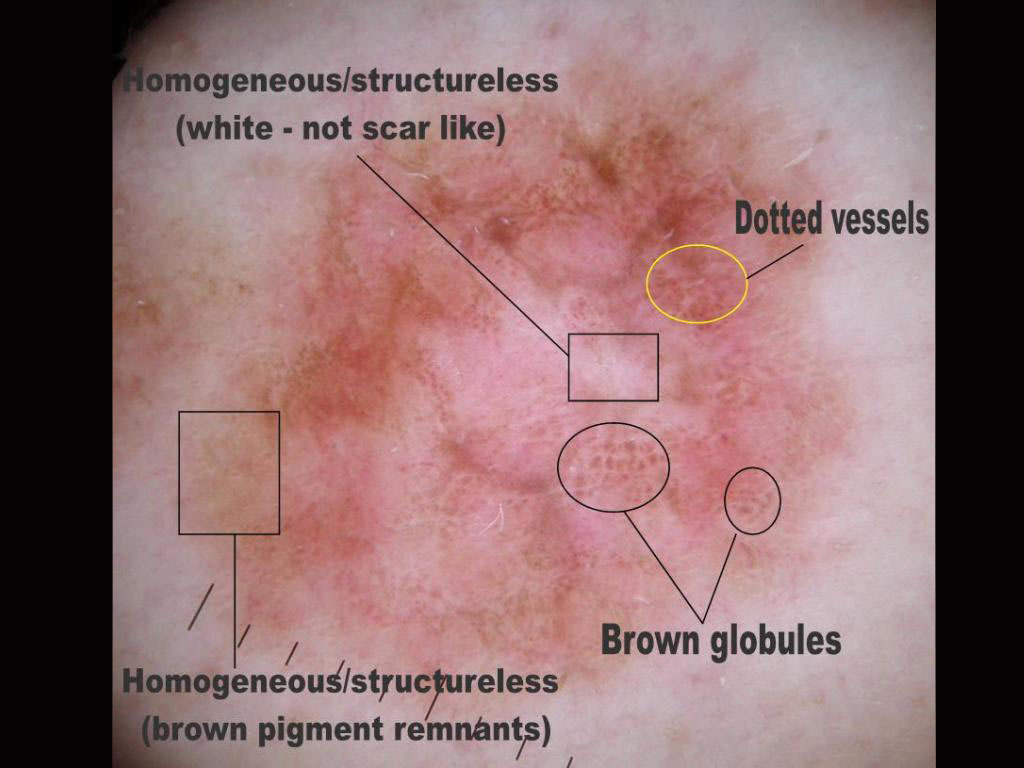 Homogeneous/structureless
(white - not scar like)
Dotted vessels
Brown globules
Homogeneous/structureless
(brown pigment remnants)